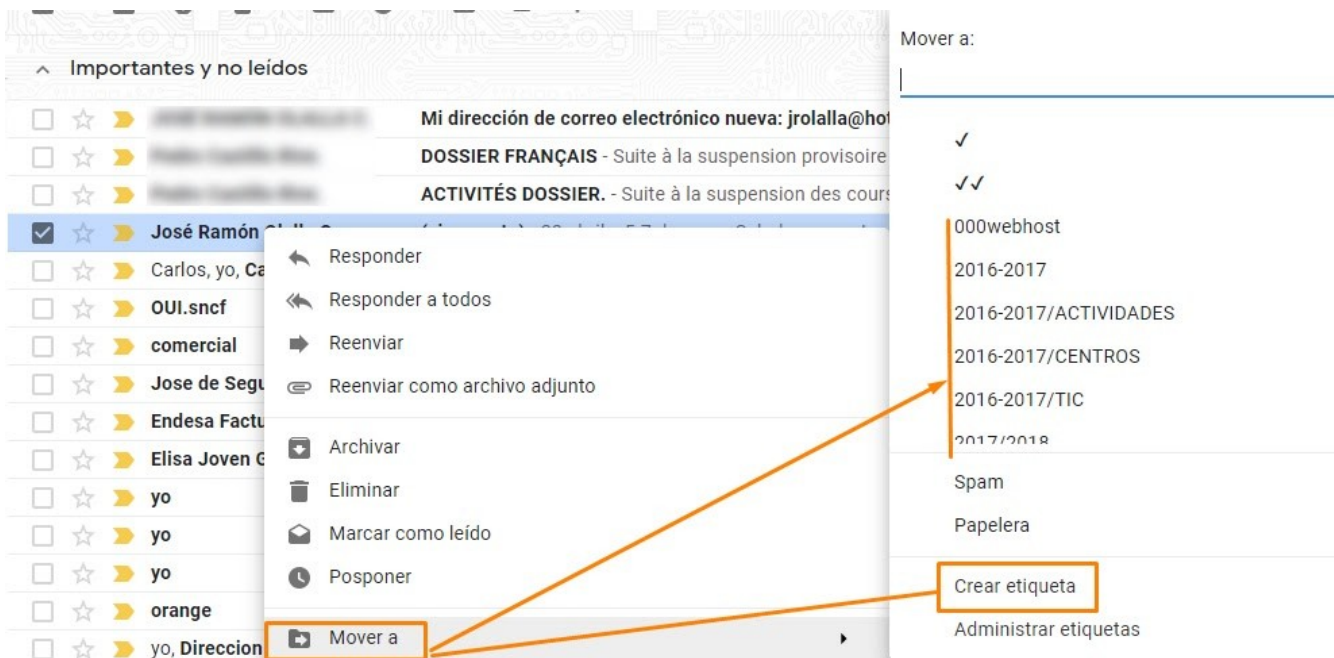 Importantes y no leídos
Mi dirección de correo electrónico nueva: jrolalla@hot
DOSSIER FRANÇAIS - Suite à la suspension provisoire
ACTIVITÉS DOSSIER. - Suite à la suspension des cours
José Ramón
Carlos, yo, Ca
OUI.sncf
comercial
Jose de Segu
Endesa Factu
Elisa Joven G
yo
yo
yo
orange
yo, Direccion
Responder
Responder a todos
Reenviar
Reenviar como archivo adjunto
Archivar
Eliminar
Marcar como leído
Posponer
Mover a
Mover a:
✓
✓✓
000webhost
2016-2017
2016-2017/ACTIVIDADES
2016-2017/CENTROS
2016-2017/TIC
2017/2018
Spam
Papelera
Crear etiqueta
Administrar etiquetas